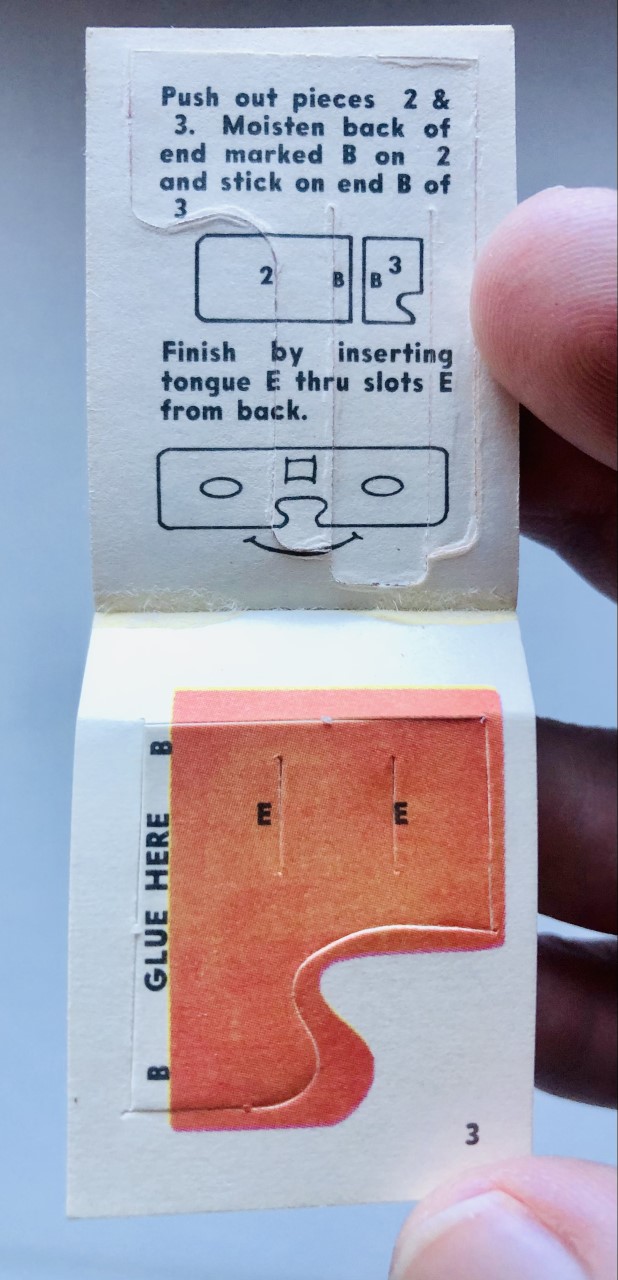 Push out pieces 2 &
3. Moisten back of
end marked B on 2
and stick on end B of
3
2 B B 3
Finish by inserting
tongue E thru slots E
from back.
B GLUE HERE B
E E
3